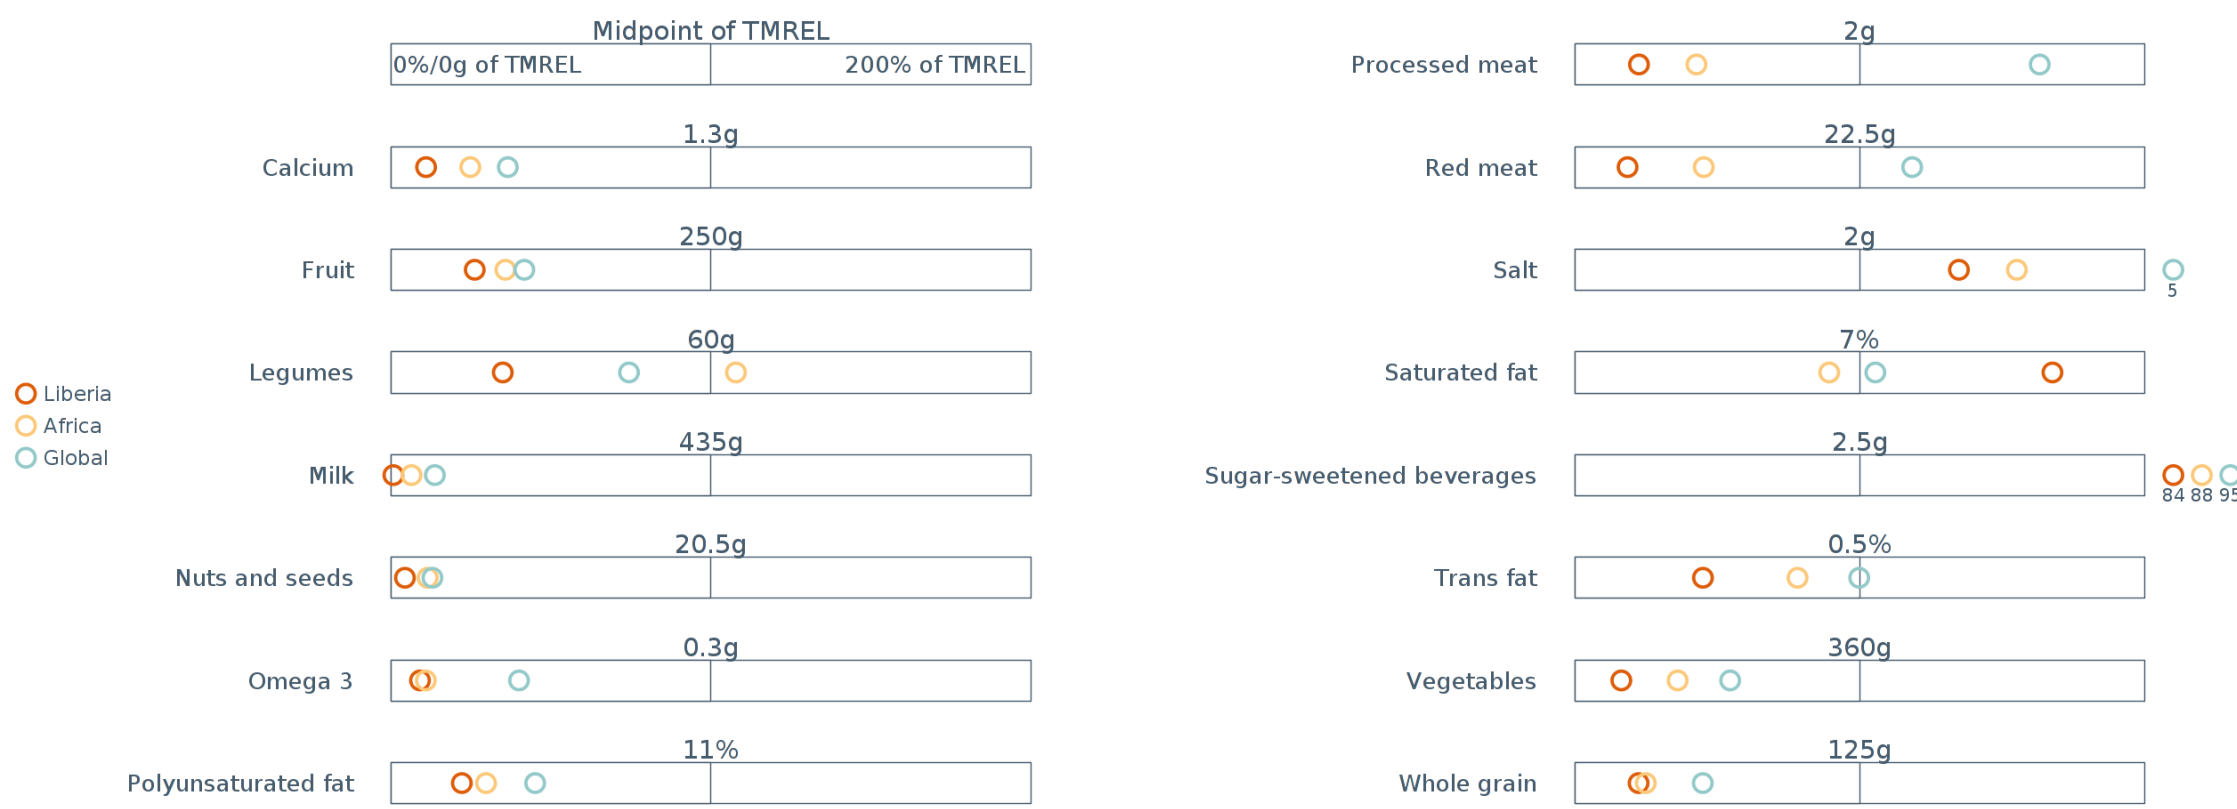 Midpoint of TMREL
0%/0g of TMREL
200% of TMREL
1.3g
Calcium
250g
Fruit
60g
Legumes
435g
Milk
20.5g
Nuts and seeds
0.3g
Omega 3
11%
Polyunsaturated fat
Liberia
Africa
Global
2g
Processed meat
22.5g
Red meat
2g
Salt
5
7%
Saturated fat
2.5g
Sugar-sweetened beverages
84 88 95
0.5%
Trans fat
360g
Vegetables
125g
Whole grain